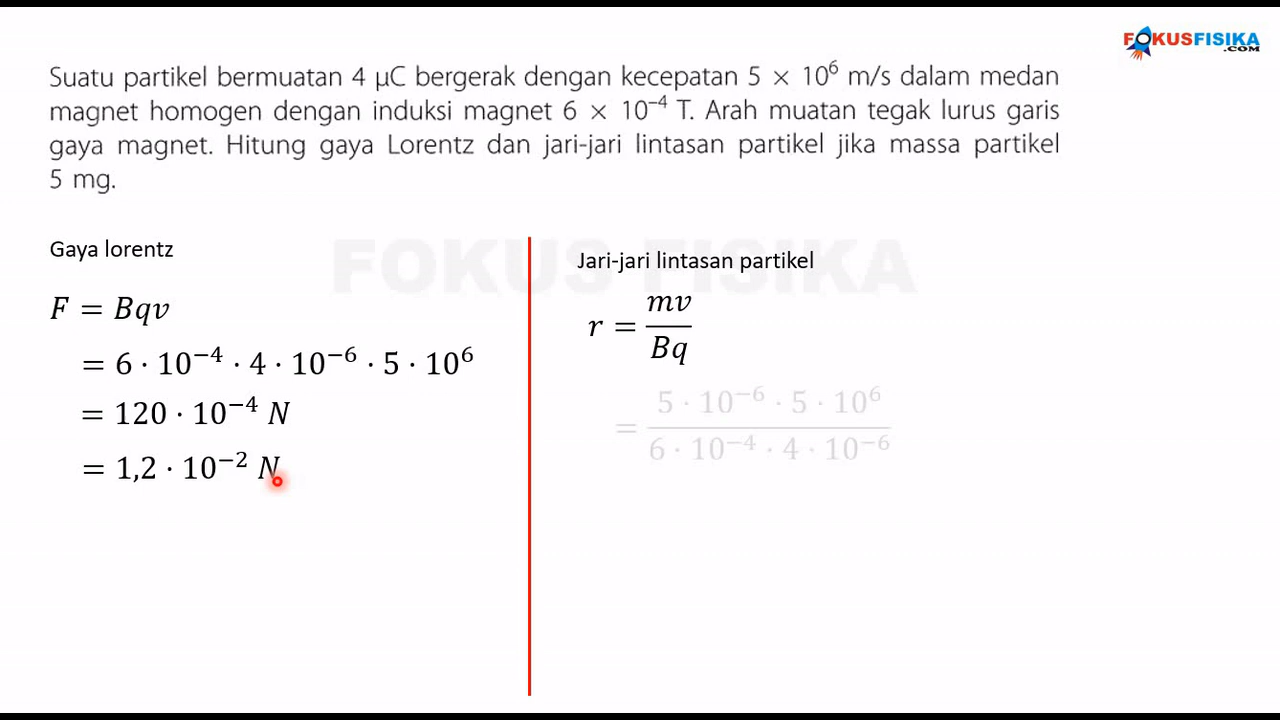 FOKUSFISIKA
.COM
Suatu partikel bermuatan 4 μC bergerak dengan kecepatan 5 × 10⁶ m/s dalam medan
magnet homogen dengan induksi magnet 6 × 10⁻⁴ T. Arah muatan tegak lurus garis
gaya magnet. Hitung gaya Lorentz dan jari-jari lintasan partikel jika massa partikel
5 mg.
FOKUS FISIKA
Gaya lorentz
F = Bqv
= 6 · 10⁻⁴ · 4 · 10⁻⁶ · 5 · 10⁶
= 120 · 10⁻⁴ N
= 1,2 · 10⁻² N
Jari-jari lintasan partikel
r = mv / Bq
= 5 · 10⁻⁶ · 5 · 10⁶ / 6 · 10⁻⁴ · 4 · 10⁻⁶